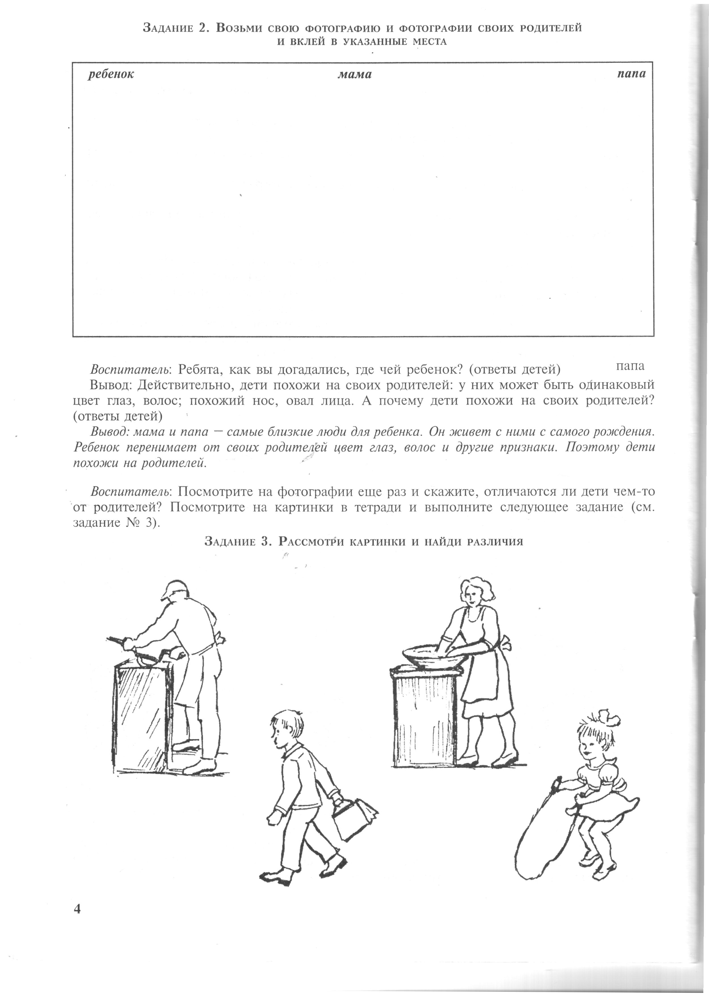 Задание 2. Возьми свою фотографию и фотографии своих родителей
и вклей в указанные места
ребенок мама папа
Воспитатель: Ребята, как вы догадались, где чей ребенок? (ответы детей) папа
Вывод: Действительно, дети похожи на своих родителей: у них может быть одинаковый
цвет глаз, волос; похожий нос, овал лица. А почему дети похожи на своих родителей?
(ответы детей)
Вывод: мама и папа — самые близкие люди для ребенка. Он живет с ними с самого рождения.
Ребенок перенимает от своих родителей цвет глаз, волос и другие признаки. Поэтому дети
похожи на родителей.
Воспитатель: Посмотрите на фотографии еще раз и скажите, отличаются ли дети чем-то
от родителей? Посмотрите на картинки в тетради и выполните следующее задание (см.
задание № 3).
Задание 3. Рассмотри картинки и найди различия
4